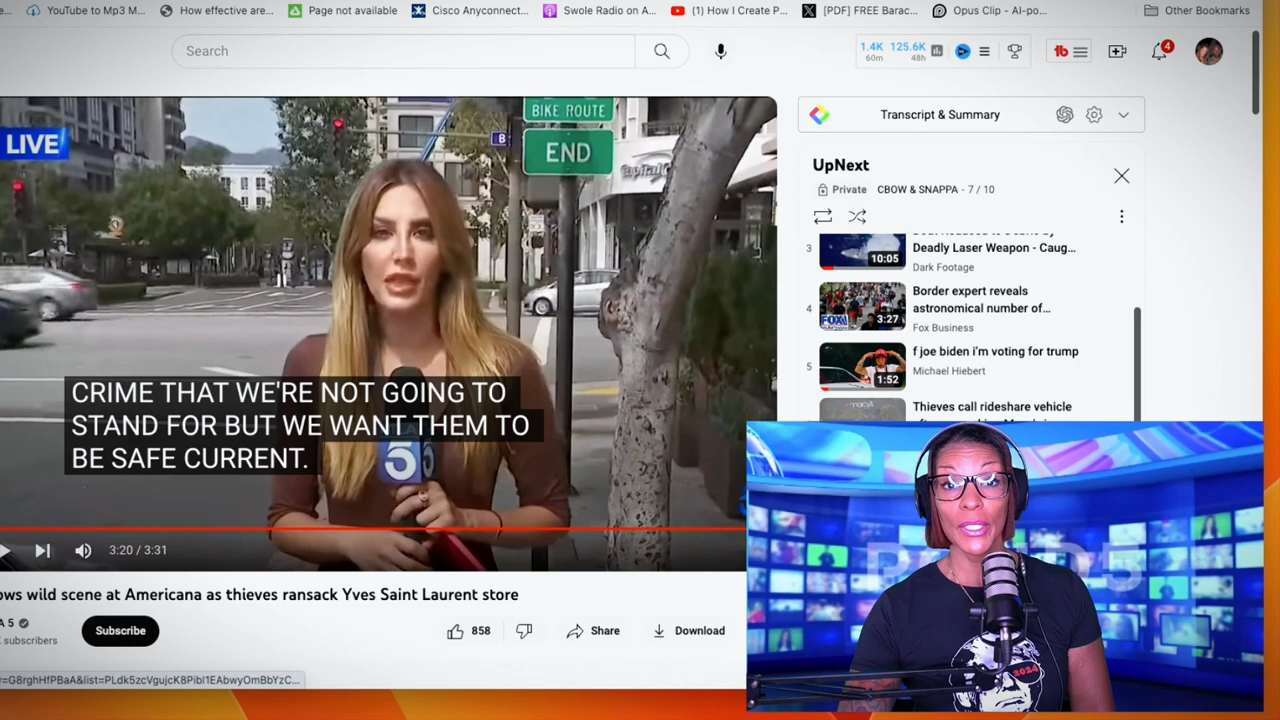 YouTube to Mp3 M...
How effective are...
Page not available
Cisco Anyconnect...
Swole Radio on A...
(1) How I Create P...
[PDF] FREE Barac...
Opus Clip - AI-po...
Other Bookmarks
Search
1.4K 125.6K
60m 48h
4
LIVE
BIKE ROUTE
END
B
CRIME THAT WE'RE NOT GOING TO
STAND FOR BUT WE WANT THEM TO
BE SAFE CURRENT.
5
3:20 / 3:31
ows wild scene at Americana as thieves ransack Yves Saint Laurent store
A 5
subscribers
Subscribe
858
Share
Download
Transcript & Summary
UpNext
Private CBOW & SNAPPA - 7 / 10
3
10:05
Deadly Laser Weapon - Caug...
Dark Footage
4
3:27
Border expert reveals
astronomical number of...
Fox Business
5
1:52
f joe biden i'm voting for trump
Michael Hiebert
Thieves call rideshare vehicle
2024